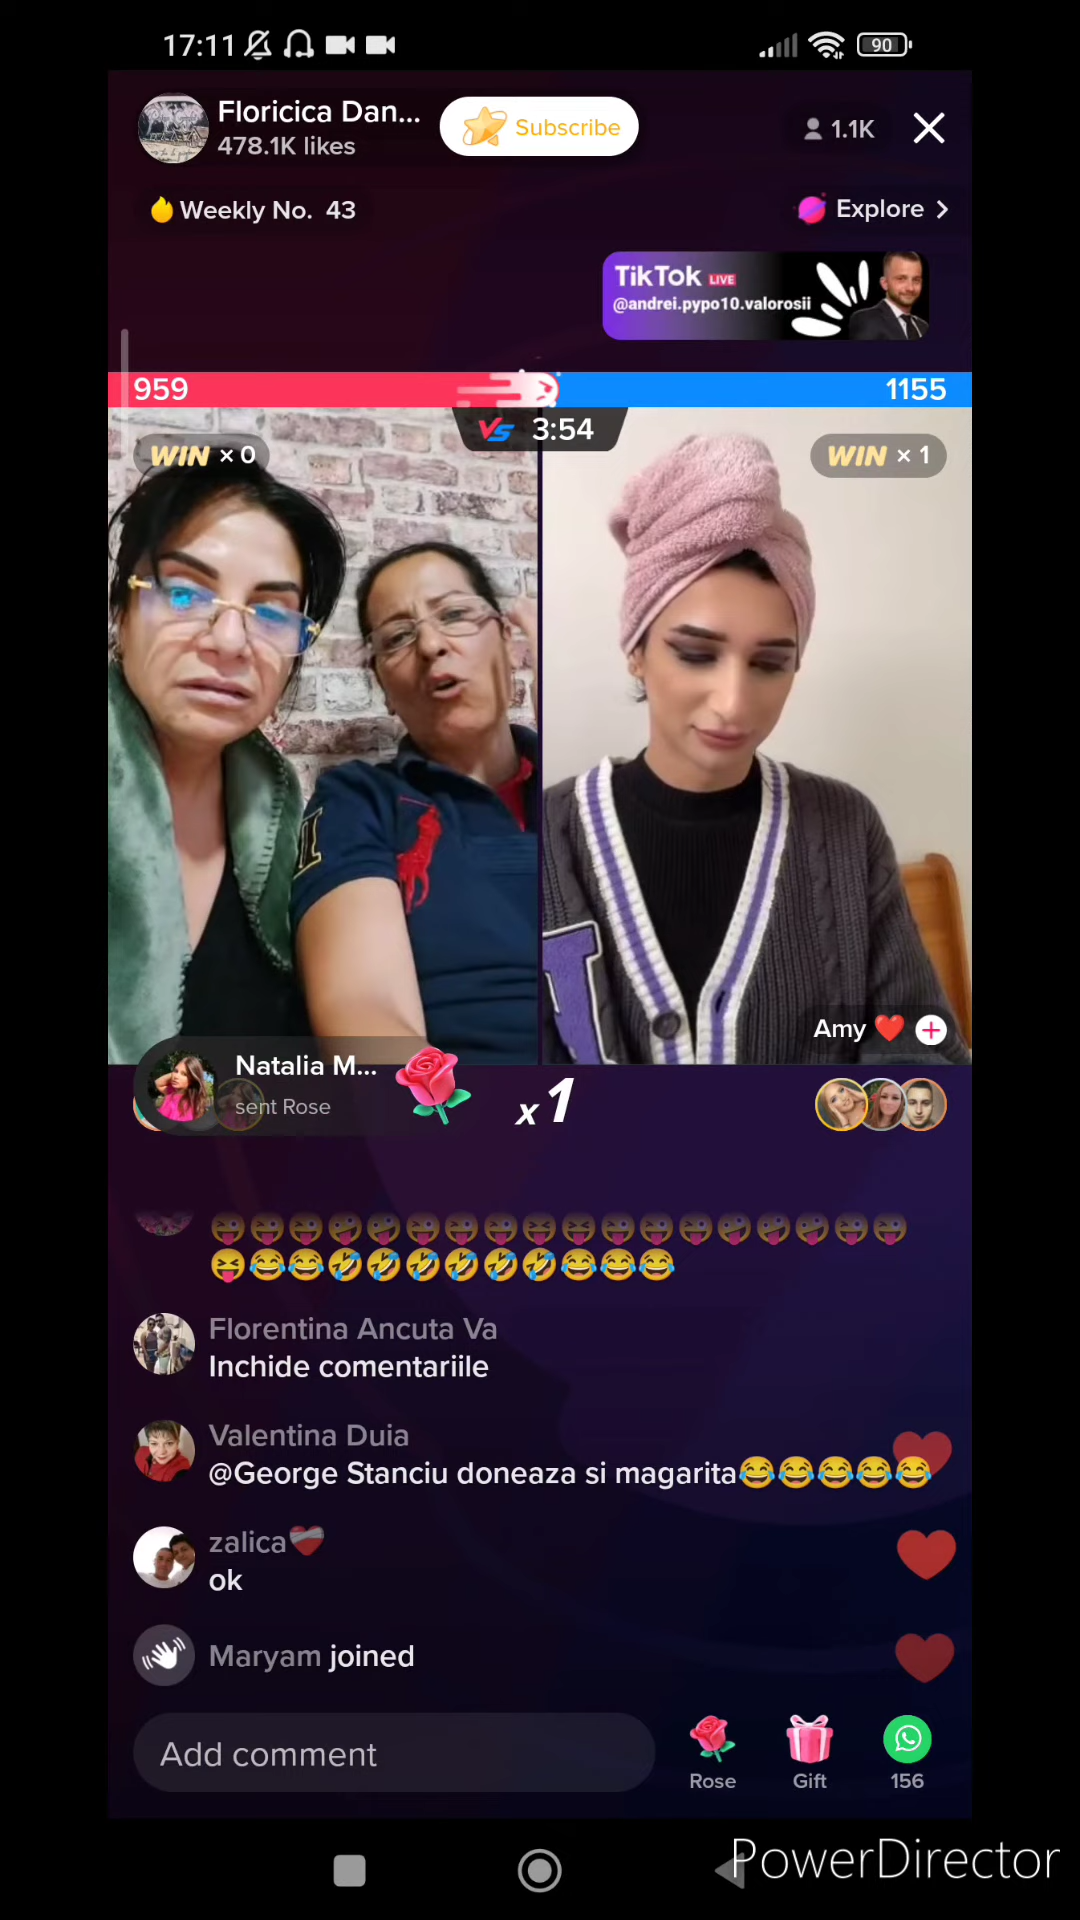 17:11
90
Floricica Dan...
478.1K likes
Subscribe
1.1K
Weekly No. 43
Explore
TikTok LIVE
@andrei.pypo10.valorosii
959
1155
VS 3:54
WIN × 0
WIN × 1
Amy
Natalia M...
sent Rose
x1
Florentina Ancuta Va
Inchide comentariile
Valentina Duia
@George Stanciu doneaza si magarita😂😂😂😂😂
zalica
ok
Maryam joined
Add comment
Rose
Gift
156
PowerDirector